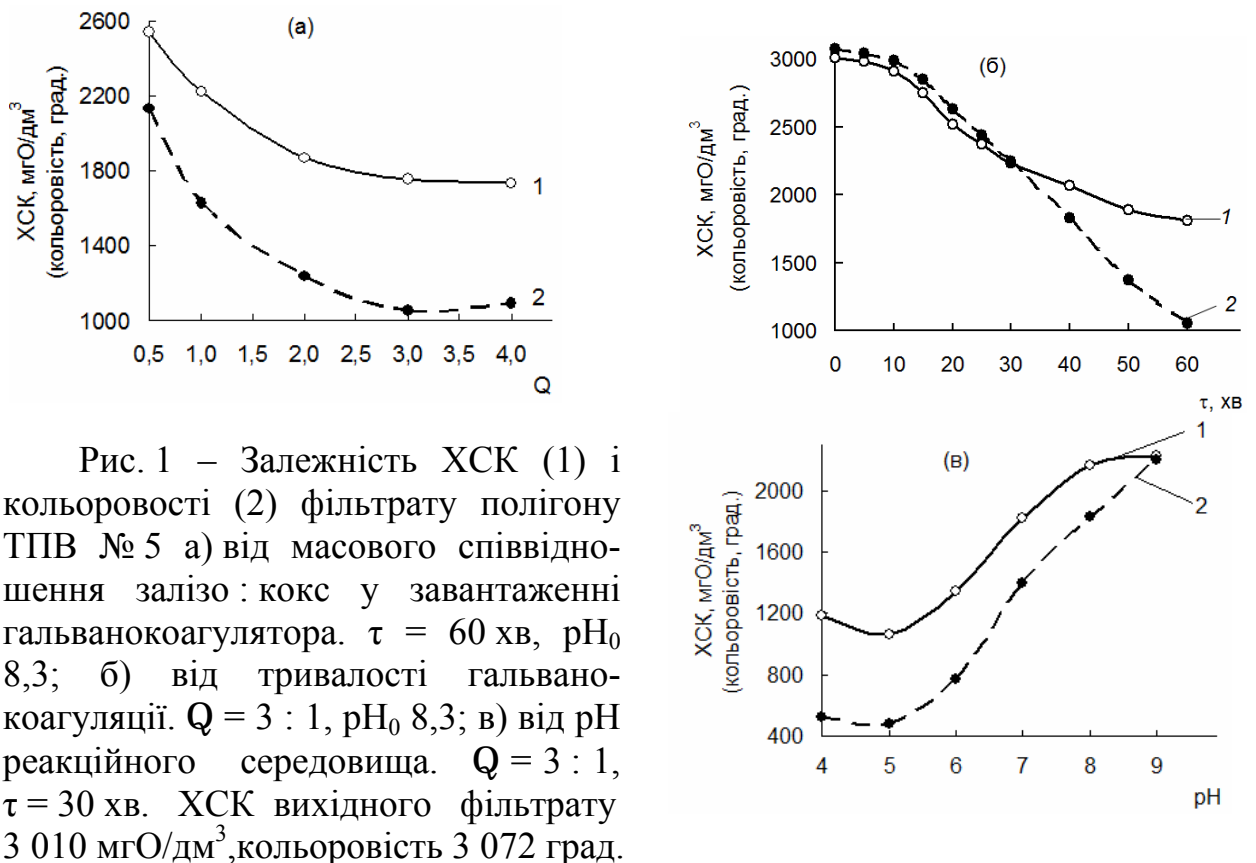 (а)
ХСК, мгО/дм³
(кольоровість, град.)
2600
2200
1800
1400
1000
1
2
0,5 1,0 1,5 2,0 2,5 3,0 3,5 4,0
Q
(б)
ХСК, мгО/дм³
(кольоровість, град.)
3000
2500
2000
1500
1000
1
2
0 10 20 30 40 50 60
τ, хв
(в)
ХСК, мгО/дм³
(кольоровість, град.)
2000
1600
1200
800
400
1
2
4 5 6 7 8 9
pH
Рис. 1 – Залежність ХСК (1) і
кольоровості (2) фільтрату полігону
ТПВ № 5 а) від масового співвідно-
шення залізо : кокс у завантаженні
гальванокоагулятора. τ = 60 хв, pH₀
8,3; б) від тривалості гальвано-
коагуляції. Q = 3 : 1, pH₀ 8,3; в) від pH
реакційного середовища. Q = 3 : 1,
τ = 30 хв. ХСК вихідного фільтрату
3 010 мгО/дм³,кольоровість 3 072 град.